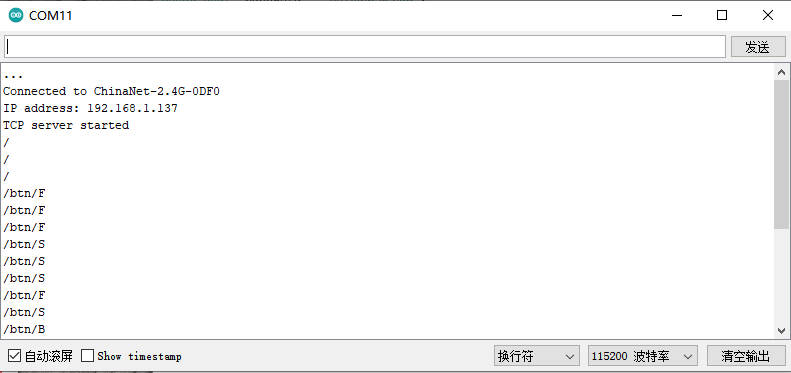 COM11
发送
...
Connected to ChinaNet-2.4G-0DF0
IP address: 192.168.1.137
TCP server started
/
/
/
/btn/F
/btn/F
/btn/F
/btn/S
/btn/S
/btn/S
/btn/F
/btn/S
/btn/B
自动滚屏 Show timestamp 换行符 115200 波特率 清空输出